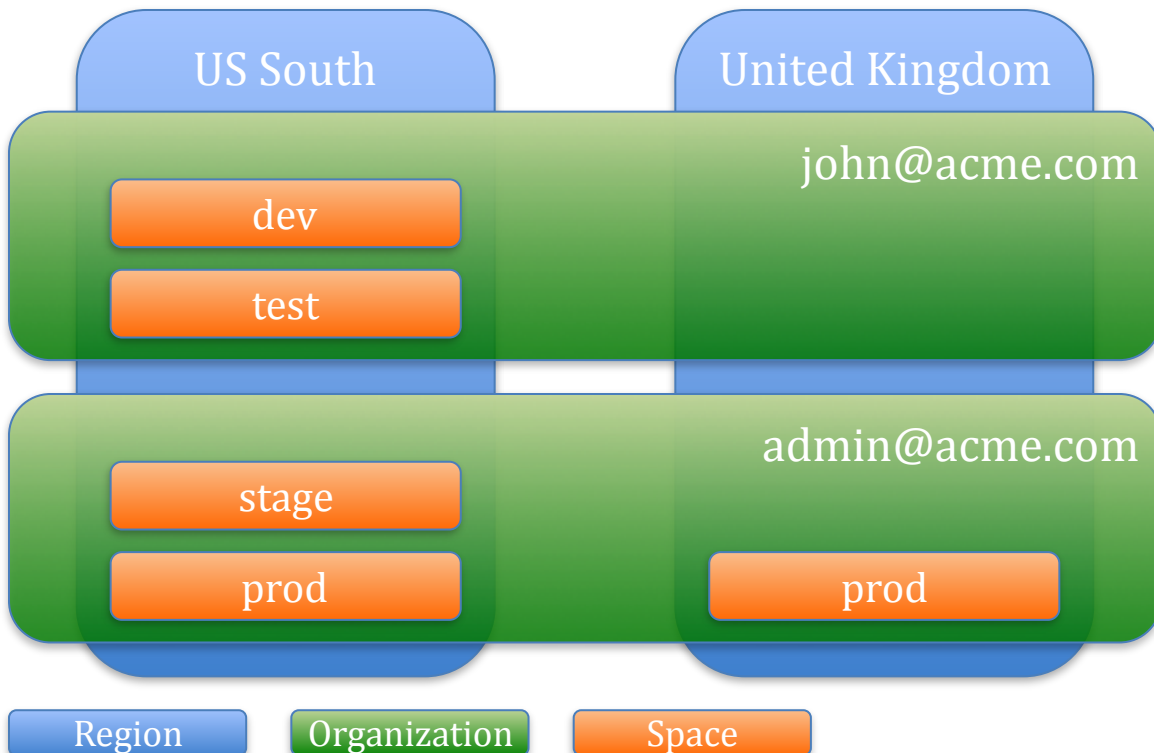 US South
United Kingdom
john@acme.com
dev
test
admin@acme.com
stage
prod
prod
Region
Organization
Space